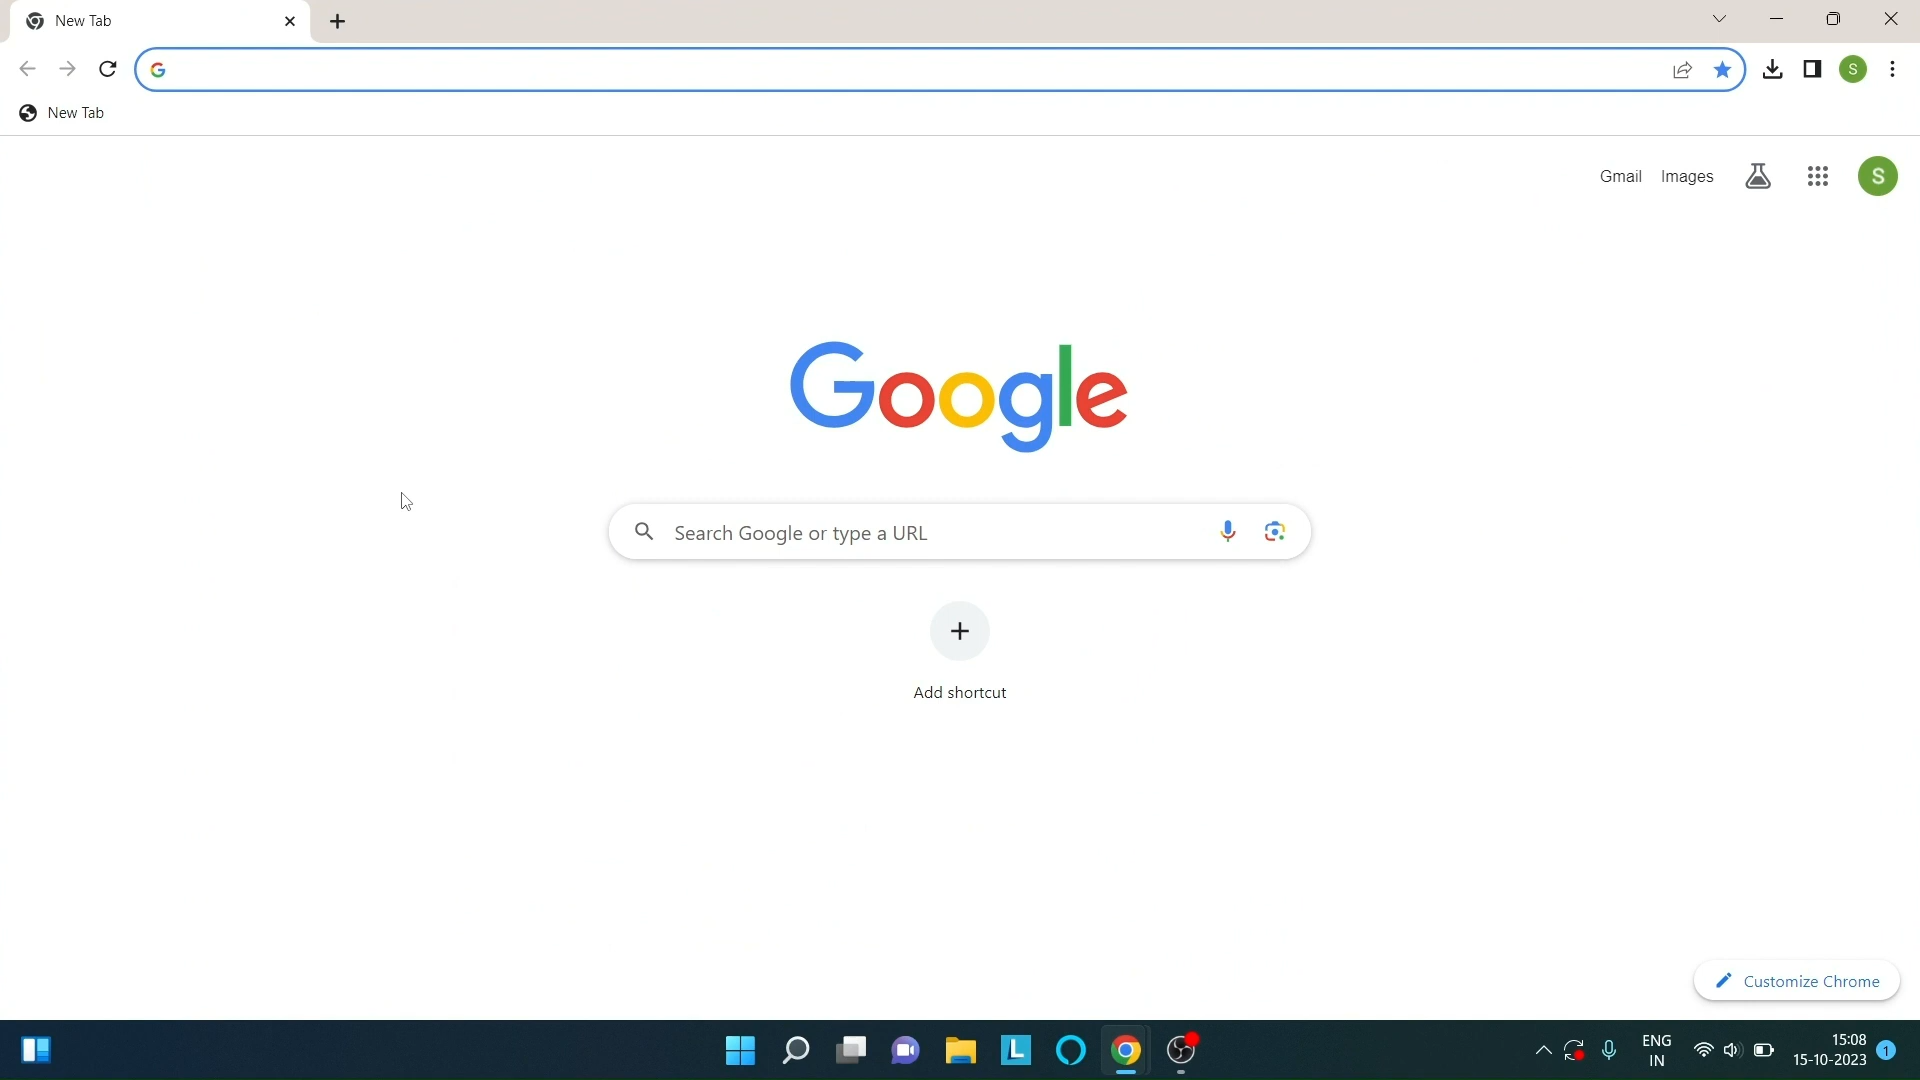 New Tab
New Tab
Gmail Images S
S
Google
Search Google or type a URL
Add shortcut
Customize Chrome
L
ENG
IN
15:08
15-10-2023
1